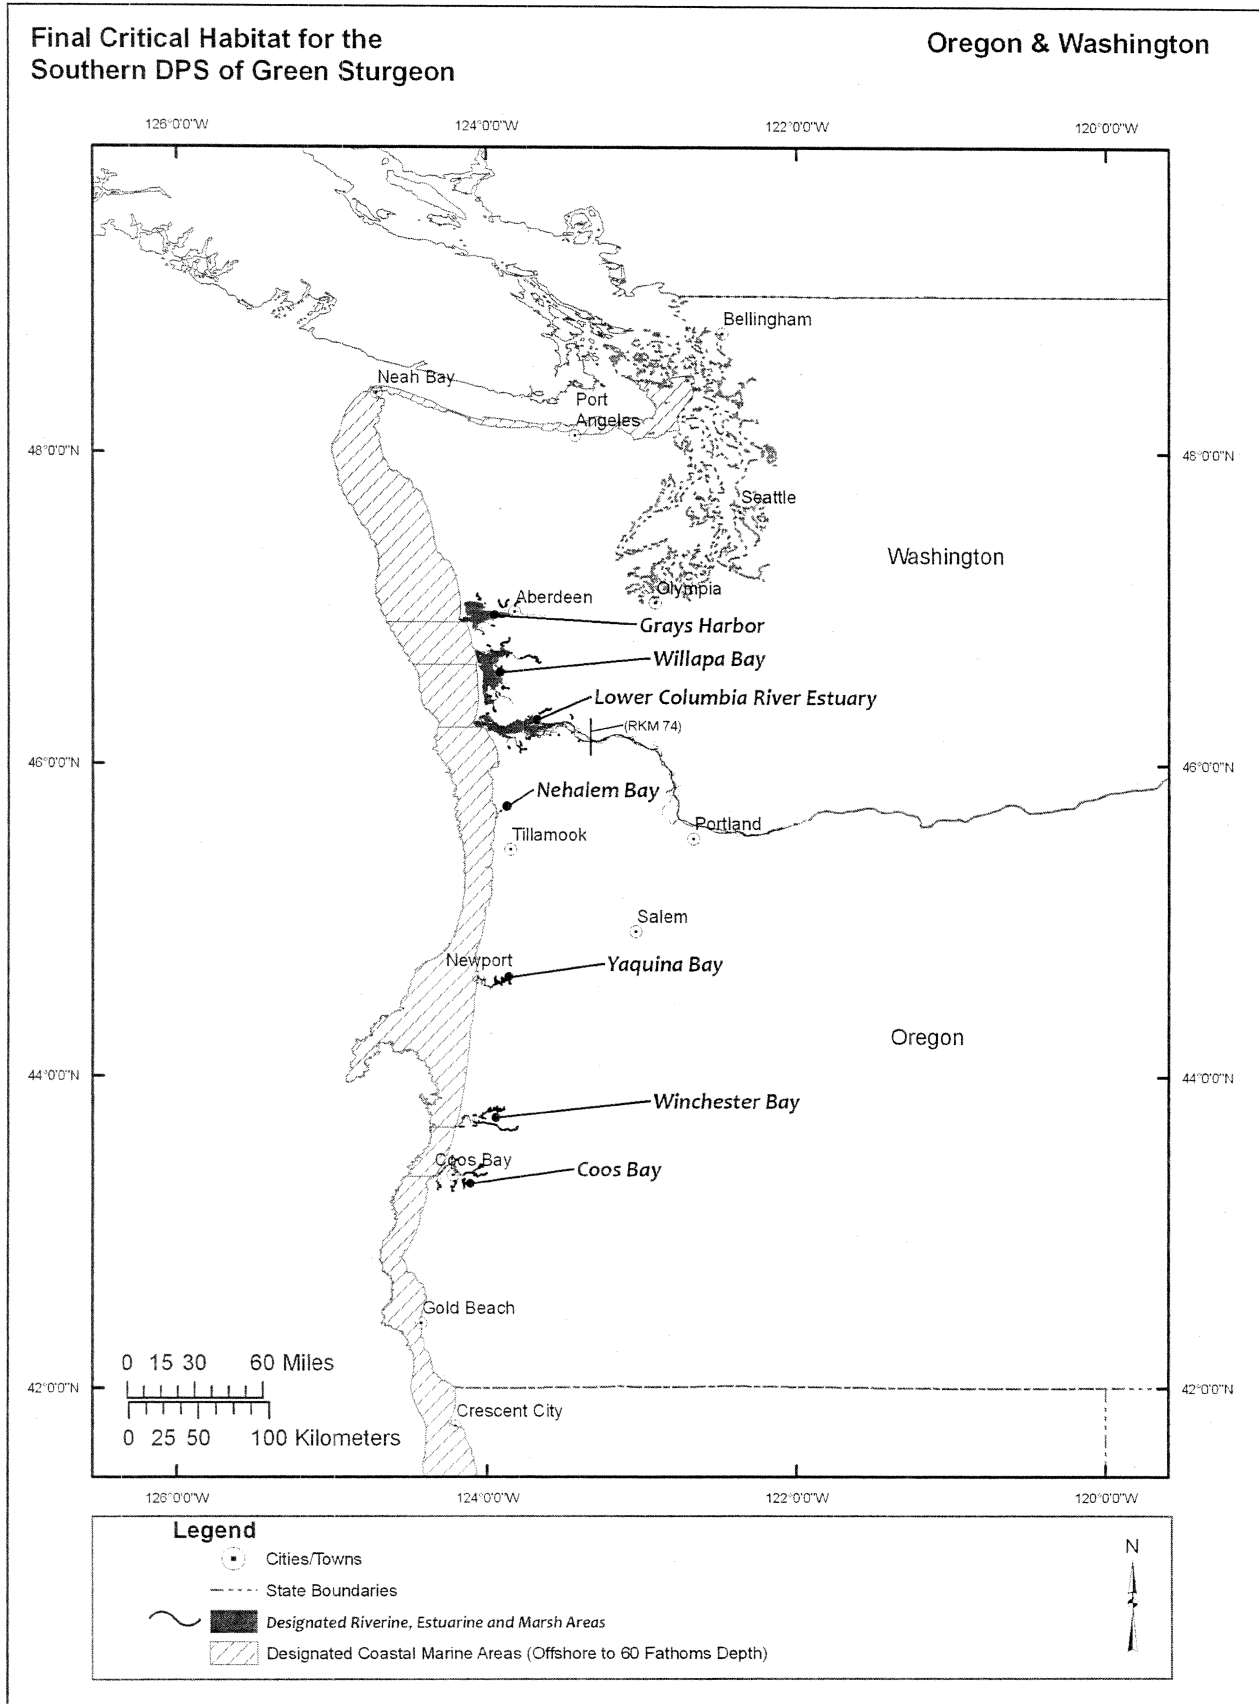 Final Critical Habitat for the
Southern DPS of Green Sturgeon
Oregon & Washington
126°0'0"W
124°0'0"W
122°0'0"W
120°0'0"W
Bellingham
Neah Bay
Port
Angeles
48°0'0"N
48°0'0"N
Seattle
Washington
Olympia
Aberdeen
Grays Harbor
Willapa Bay
Lower Columbia River Estuary
(RKM 74)
46°0'0"N
46°0'0"N
Nehalem Bay
Portland
Tillamook
Salem
Newport
Yaquina Bay
Oregon
44°0'0"N
44°0'0"N
Winchester Bay
Coos Bay
Coos Bay
Gold Beach
0 15 30 60 Miles
42°0'0"N
42°0'0"N
Crescent City
0 25 50 100 Kilometers
126°0'0"W
124°0'0"W
122°0'0"W
120°0'0"W
Legend
N
Cities/Towns
State Boundaries
Designated Riverine, Estuarine and Marsh Areas
Designated Coastal Marine Areas (Offshore to 60 Fathoms Depth)